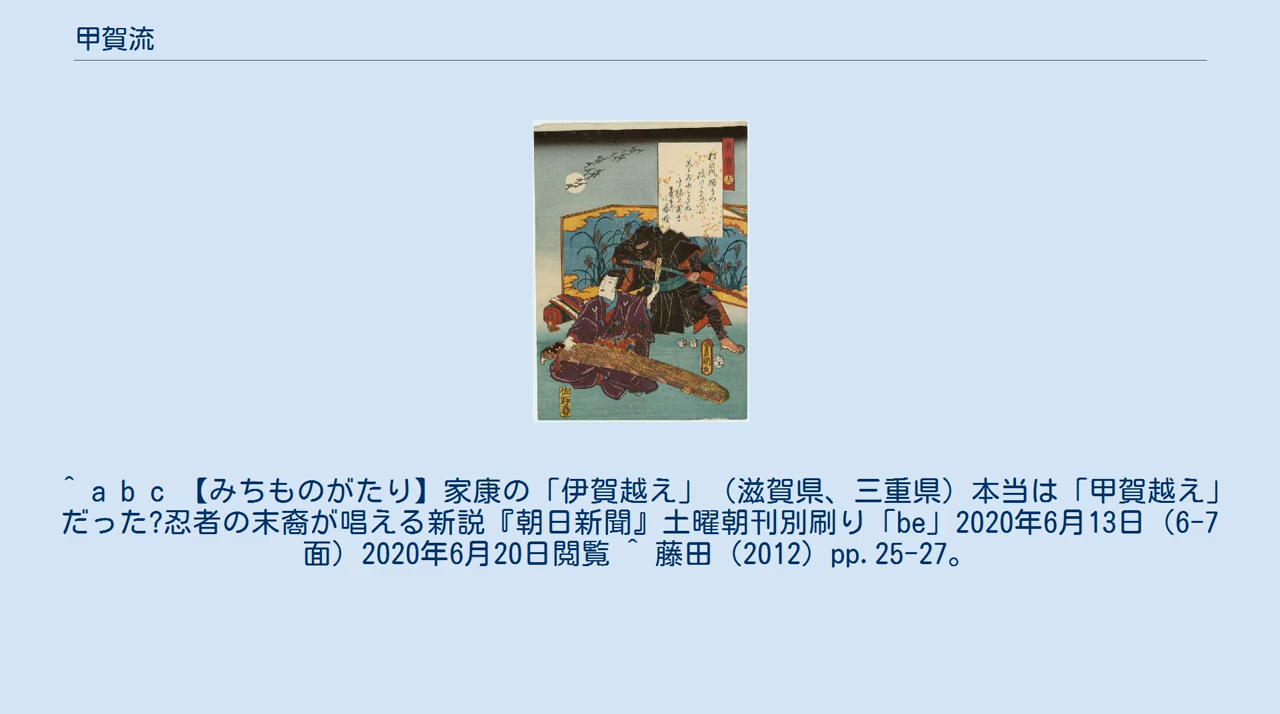 甲賀流
^ a b c 【みちものがたり】家康の「伊賀越え」（滋賀県、三重県）本当は「甲賀越え」
だった?忍者の末裔が唱える新説『朝日新聞』土曜朝刊別刷り「be」2020年6月13日（6-7
面）2020年6月20日閲覧 ^ 藤田（2012）pp.25-27。